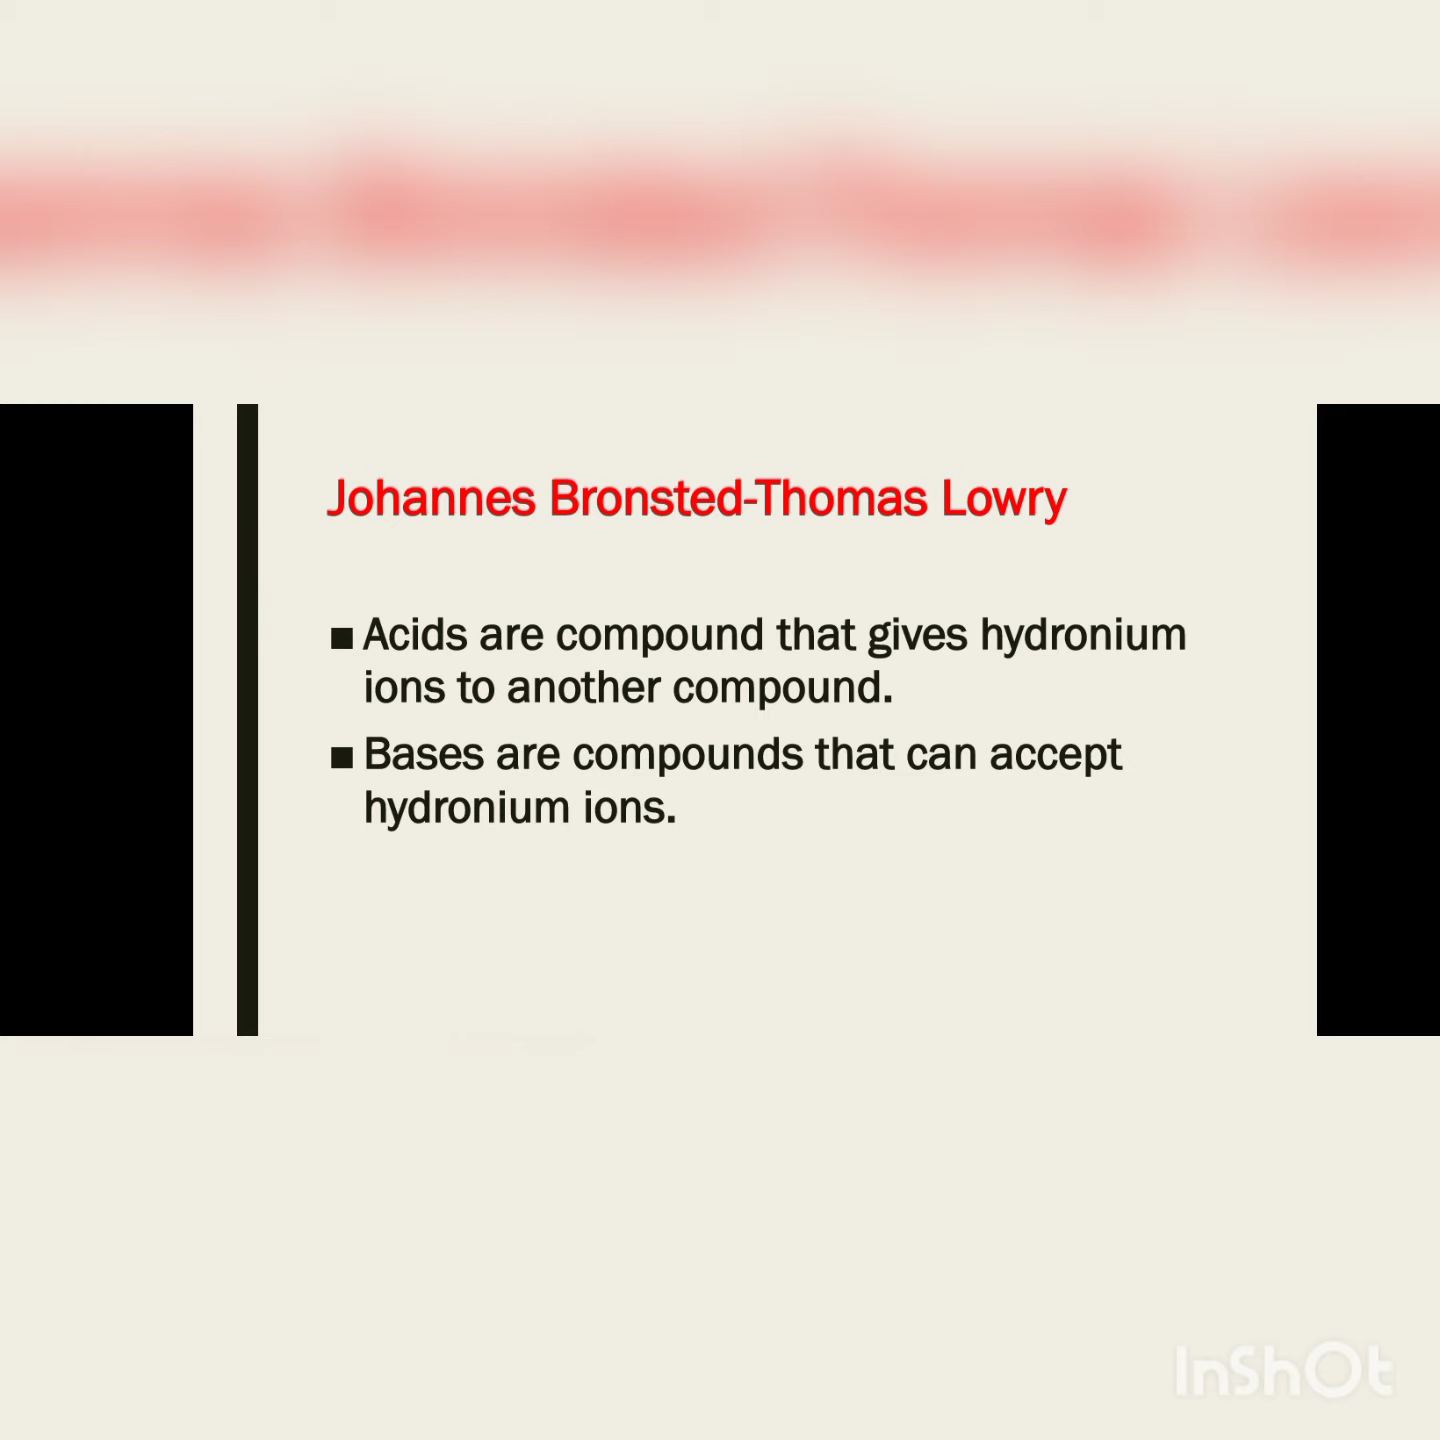 Johannes Bronsted-Thomas Lowry
■ Acids are compound that gives hydronium
ions to another compound.
■ Bases are compounds that can accept
hydronium ions.
InShOt